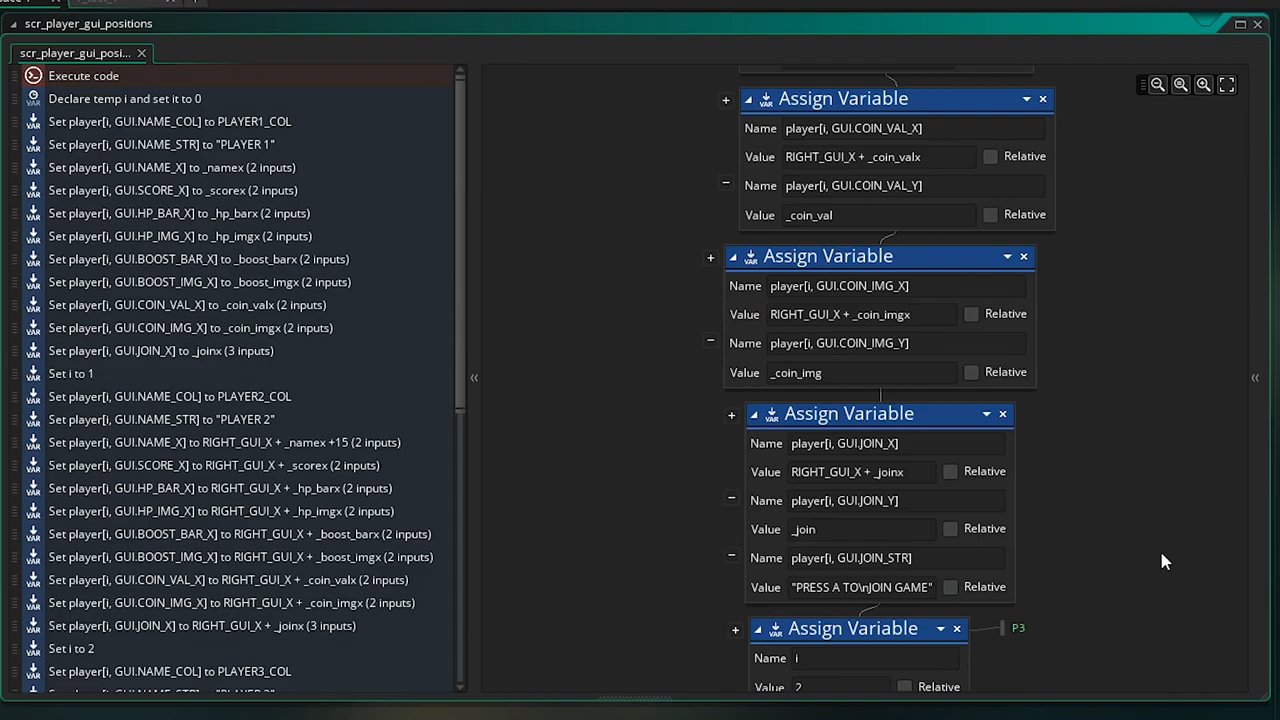 scr_player_gui_positions
scr_player_gui_posi...
Execute code
Declare temp i and set it to 0
Set player[i, GUI.NAME_COL] to PLAYER1_COL
Set player[i, GUI.NAME_STR] to "PLAYER 1"
Set player[i, GUI.NAME_X] to _namex (2 inputs)
Set player[i, GUI.SCORE_X] to _scorex (2 inputs)
Set player[i, GUI.HP_BAR_X] to _hp_barx (2 inputs)
Set player[i, GUI.HP_IMG_X] to _hp_imgx (2 inputs)
Set player[i, GUI.BOOST_BAR_X] to _boost_barx (2 inputs)
Set player[i, GUI.BOOST_IMG_X] to _boost_imgx (2 inputs)
Set player[i, GUI.COIN_VAL_X] to _coin_valx (2 inputs)
Set player[i, GUI.COIN_IMG_X] to _coin_imgx (2 inputs)
Set player[i, GUI.JOIN_X] to _joinx (3 inputs)
Set i to 1
Set player[i, GUI.NAME_COL] to PLAYER2_COL
Set player[i, GUI.NAME_STR] to "PLAYER 2"
Set player[i, GUI.NAME_X] to RIGHT_GUI_X + _namex +15 (2 inputs)
Set player[i, GUI.SCORE_X] to RIGHT_GUI_X + _scorex (2 inputs)
Set player[i, GUI.HP_BAR_X] to RIGHT_GUI_X + _hp_barx (2 inputs)
Set player[i, GUI.HP_IMG_X] to RIGHT_GUI_X + _hp_imgx (2 inputs)
Set player[i, GUI.BOOST_BAR_X] to RIGHT_GUI_X + _boost_barx (2 inputs)
Set player[i, GUI.BOOST_IMG_X] to RIGHT_GUI_X + _boost_imgx (2 inputs)
Set player[i, GUI.COIN_VAL_X] to RIGHT_GUI_X + _coin_valx (2 inputs)
Set player[i, GUI.COIN_IMG_X] to RIGHT_GUI_X + _coin_imgx (2 inputs)
Set player[i, GUI.JOIN_X] to RIGHT_GUI_X + _joinx (3 inputs)
Set i to 2
Set player[i, GUI.NAME_COL] to PLAYER3_COL
Assign Variable
Name player[i, GUI.COIN_VAL_X]
Value RIGHT_GUI_X + _coin_valx Relative
Name player[i, GUI.COIN_VAL_Y]
Value _coin_val Relative
Assign Variable
Name player[i, GUI.COIN_IMG_X]
Value RIGHT_GUI_X + _coin_imgx Relative
Name player[i, GUI.COIN_IMG_Y]
Value _coin_img Relative
Assign Variable
Name player[i, GUI.JOIN_X]
Value RIGHT_GUI_X + _joinx Relative
Name player[i, GUI.JOIN_Y]
Value _join Relative
Name player[i, GUI.JOIN_STR]
Value "PRESS A TO\nJOIN GAME" Relative
Assign Variable P3
Name i
Value 2 Relative